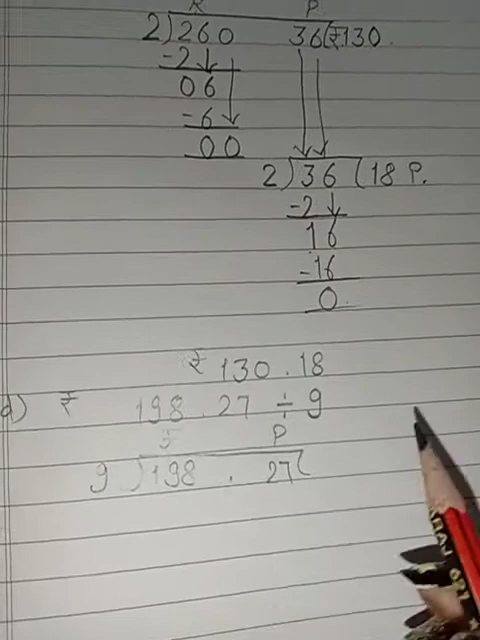 ₹ P.
2)260 36(₹130.
-2
06
-6
00
2)36(18 P.
-2
16
-16
0.
₹130.18
d) ₹ 198.27 ÷ 9
₹ P
9)198 . 27(